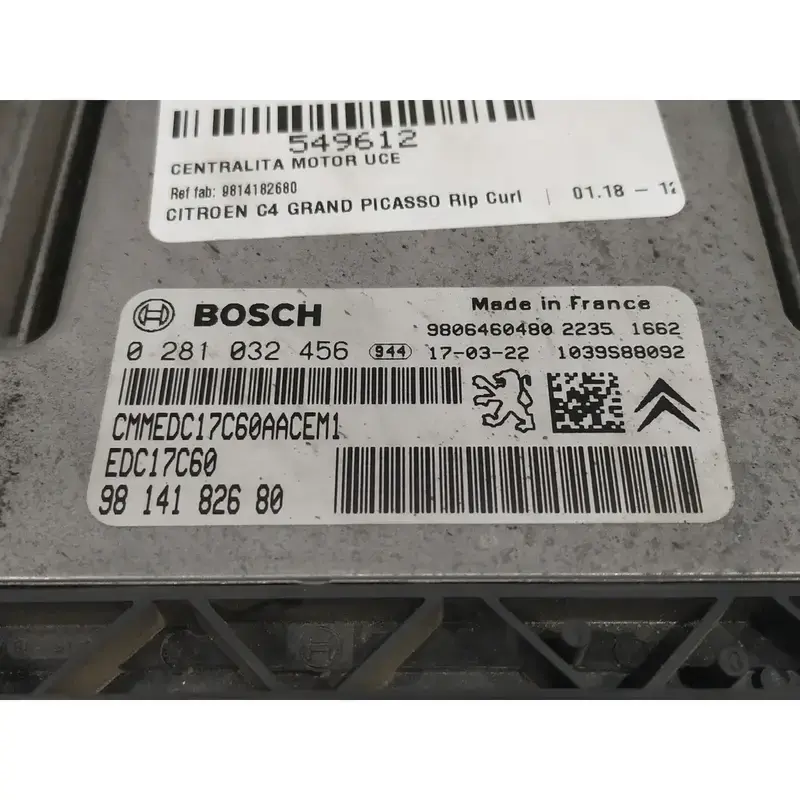 549612
CENTRALITA MOTOR UCE
Ref fab: 9814182680
CITROEN C4 GRAND PICASSO Rip Curl | 01.18 – 12
BOSCH
Made in France
9806460480 2235 1662
0 281 032 456 944 17-03-22 1039S88092
CMMEDC17C60AACEM1
EDC17C60
98 141 826 80